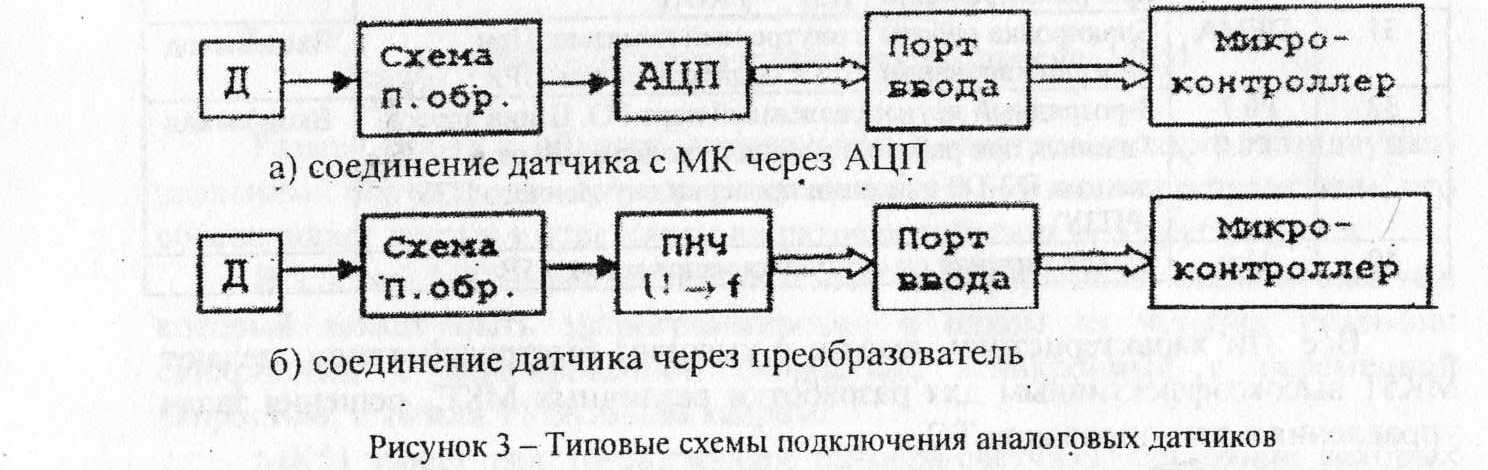 Д
Схема
П.обр.
АЦП
Порт
ввода
Микро-
контроллер
а) соединение датчика с МК через АЦП
Д
Схема
П.обр.
ПНЧ
→ f
Порт
ввода
Микро-
контроллер
б) соединение датчика через преобразователь
Рисунок 3 – Типовые схемы подключения аналоговых датчиков